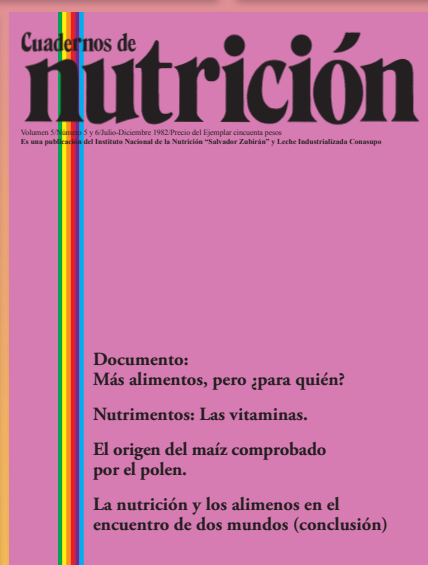 Cuadernos de
nutrición
Volumen 5/Número 5 y 6/Julio-Diciembre 1982/Precio del Ejemplar cincuenta pesos
Es una publicación del Instituto Nacional de la Nutrición “Salvador Zubirán” y Leche Industrializada Conasupo
Documento:
Más alimentos, pero ¿para quién?
Nutrimentos: Las vitaminas.
El origen del maíz comprobado
por el polen.
La nutrición y los alimenos en el
encuentro de dos mundos (conclusión)